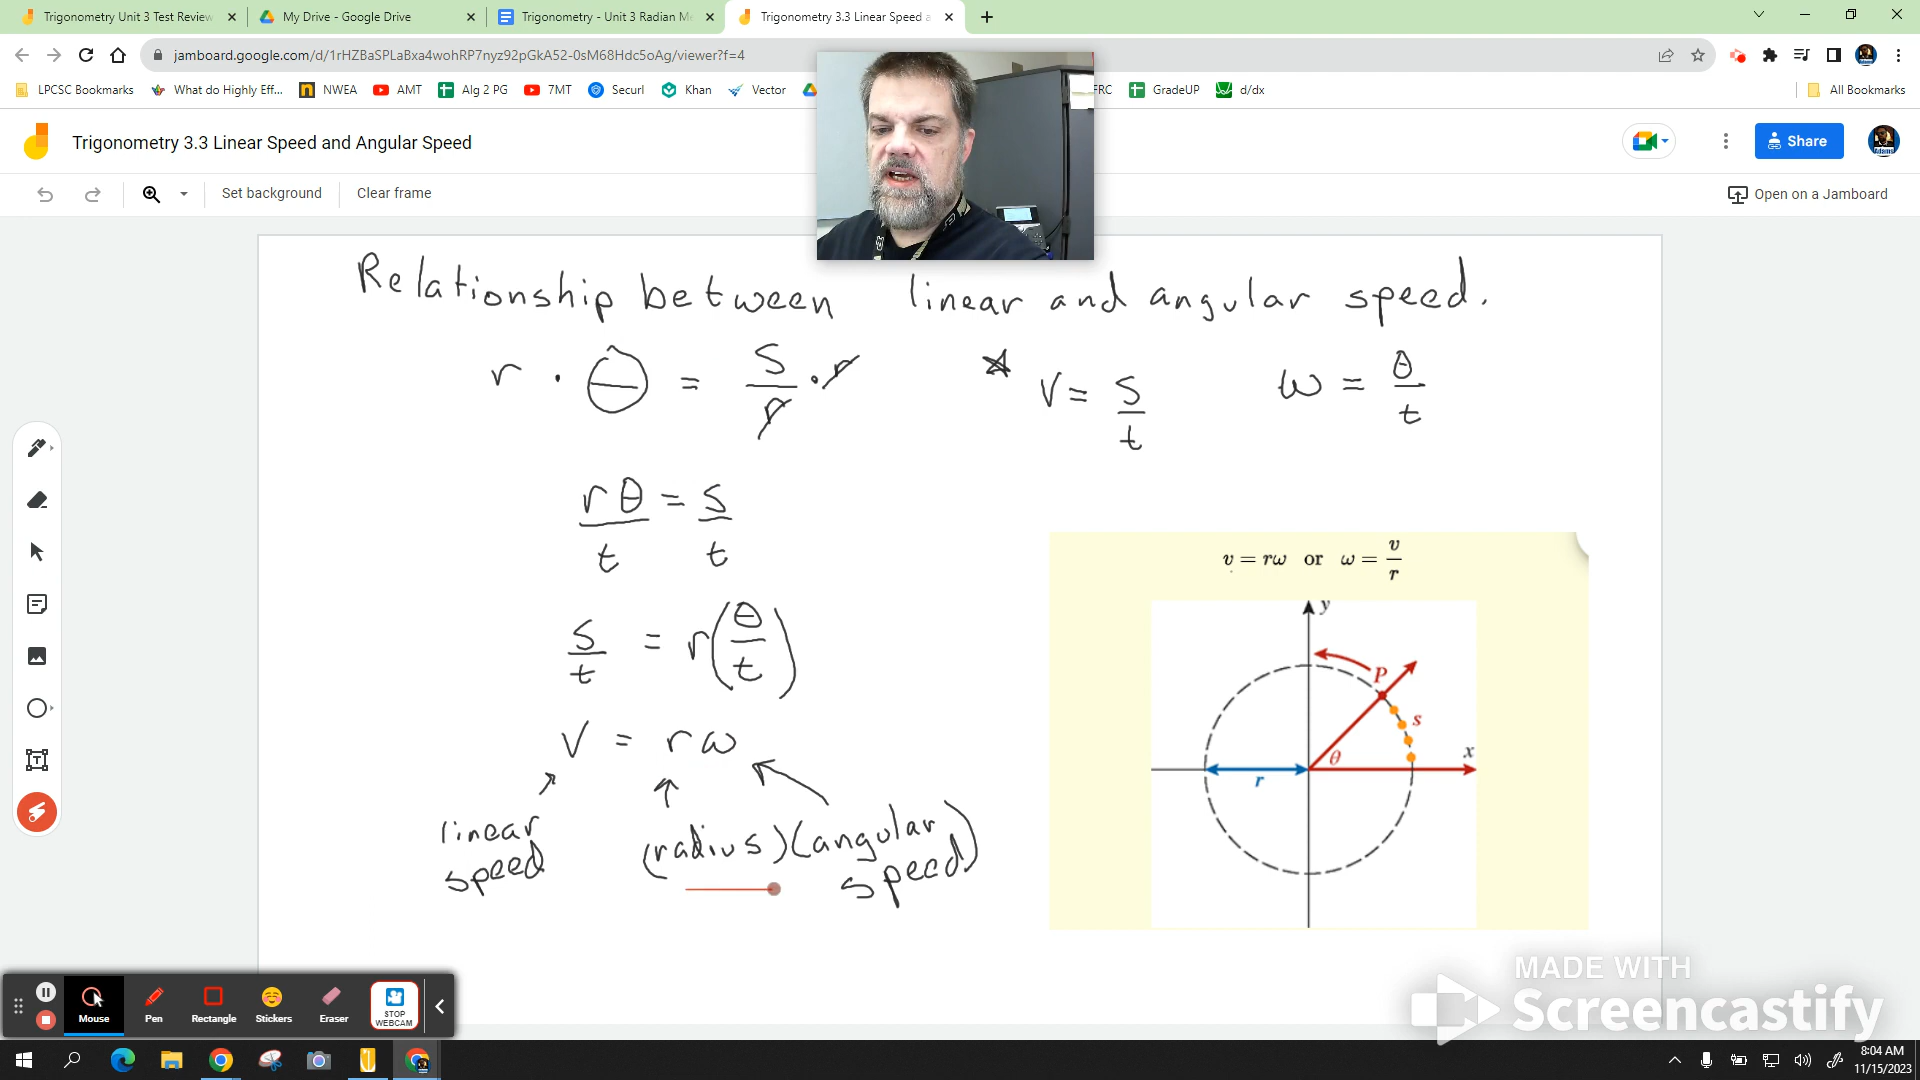 Trigonometry Unit 3 Test Review
My Drive - Google Drive
Trigonometry - Unit 3 Radian M
Trigonometry 3.3 Linear Speed a
jamboard.google.com/d/1rHZBaSPLaBxa4wohRP7nyz92pGkA52-0sM68Hdc5oAg/viewer?f=4
LPCSC Bookmarks
What do Highly Eff...
NWEA
AMT
Alg 2 PG
7MT
Securl
Khan
Vector
FRC
GradeUP
d/dx
All Bookmarks
Trigonometry 3.3 Linear Speed and Angular Speed
Share
Set background
Clear frame
Open on a Jamboard
Relationship between linear and angular speed.
r · θ = s/r · r
v = s/t
ω = θ/t
rθ/t = s/t
s/t = r(θ/t)
v = rω
linear speed
(radius)(angular speed)
v = rω or ω = v/r
y
P
s
x
θ
r
MADE WITH
Screencastify
Mouse
Pen
Rectangle
Stickers
Eraser
STOP WEBCAM
8:04 AM
11/15/2023